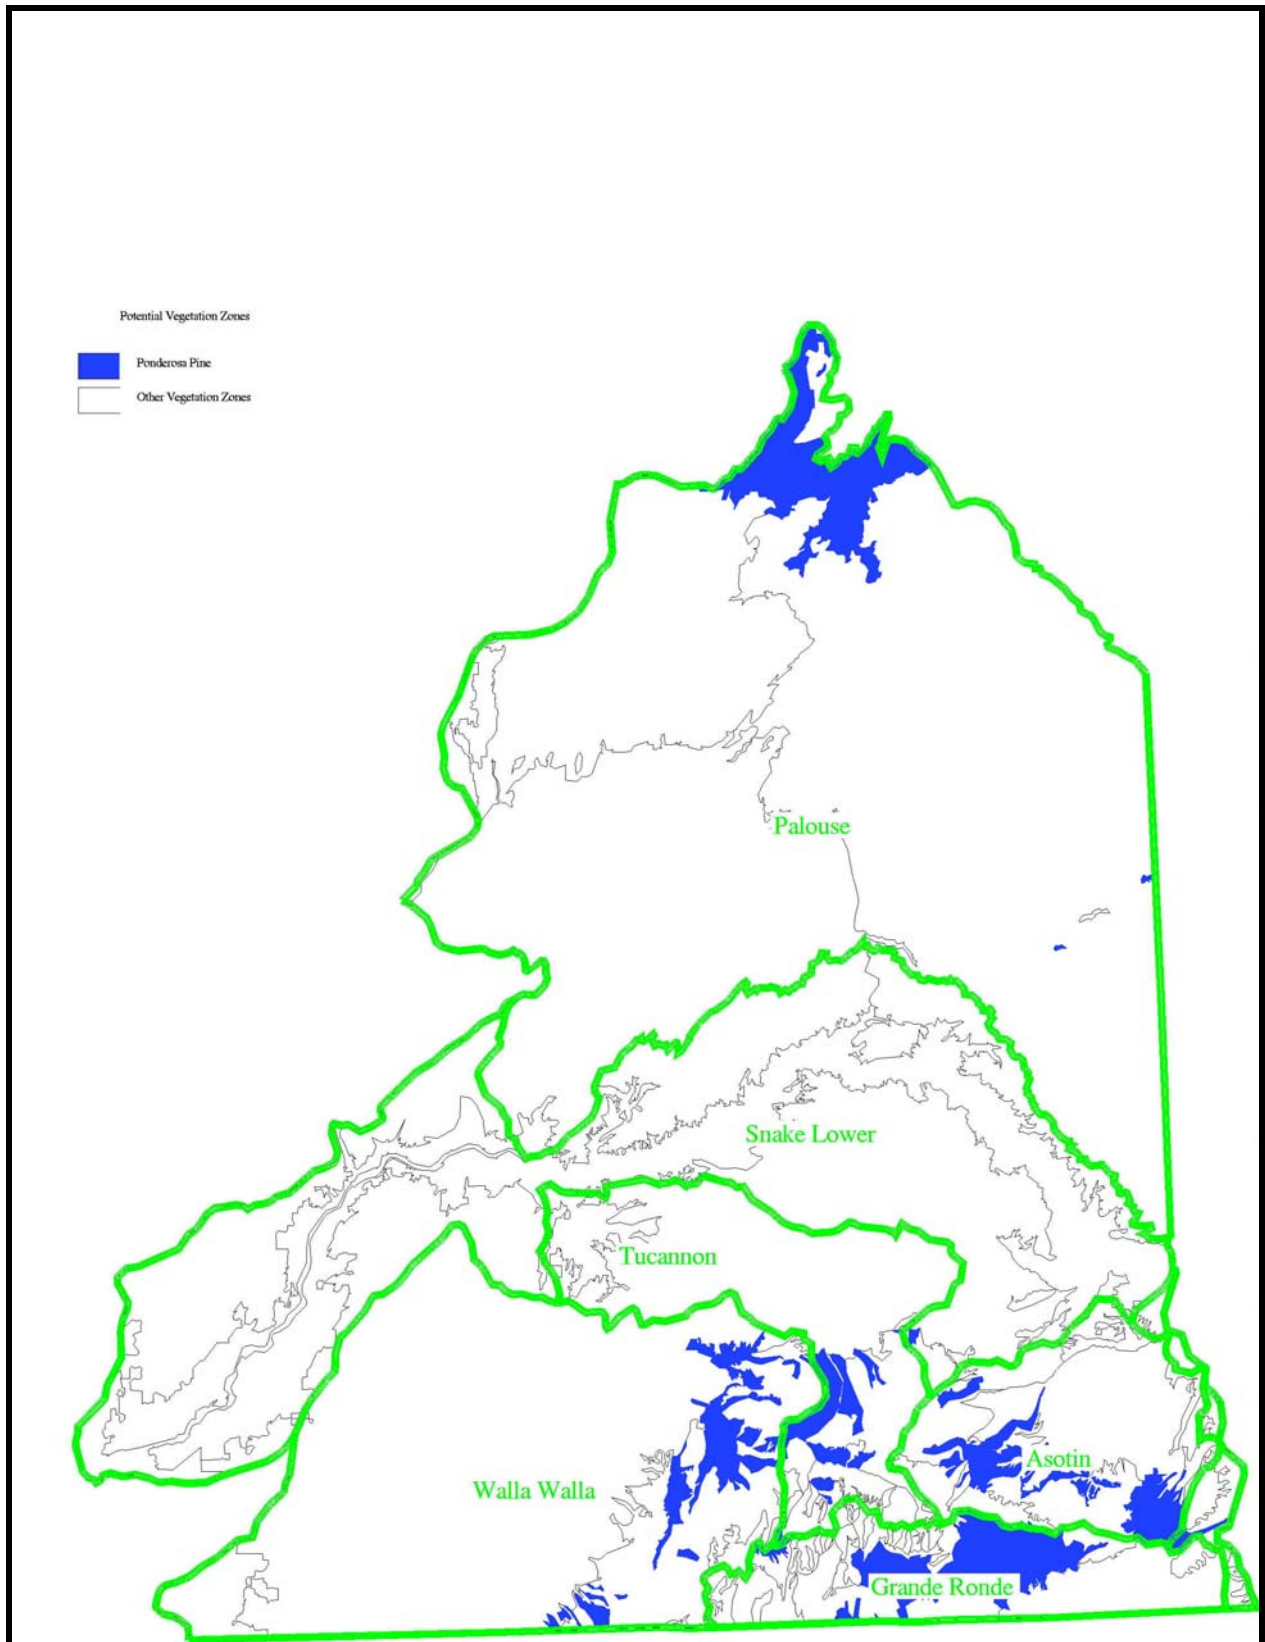 Potential Vegetation Zones
Ponderosa Pine
Other Vegetation Zones
Palouse
Snake Lower
Tucannon
Asotin
Walla Walla
Grande Ronde